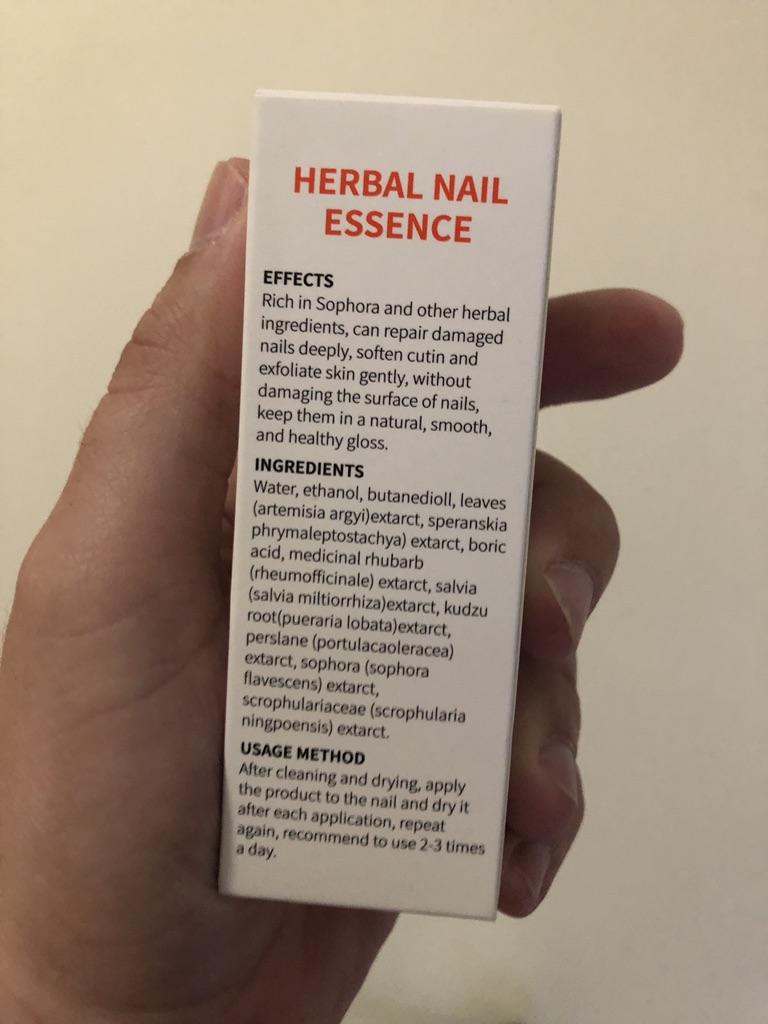 HERBAL NAIL
ESSENCE
EFFECTS
Rich in Sophora and other herbal
ingredients, can repair damaged
nails deeply, soften cutin and
exfoliate skin gently, without
damaging the surface of nails,
keep them in a natural, smooth,
and healthy gloss.
INGREDIENTS
Water, ethanol, butanedioll, leaves
(artemisia argyi)extarct, speranskia
phrymaleptostachya) extarct, boric
acid, medicinal rhubarb
(rheumofficinale) extarct, salvia
(salvia miltiorrhiza)extarct, kudzu
root(pueraria lobata)extarct,
perslane (portulacaoleracea)
extarct, sophora (sophora
flavescens) extarct,
scrophulariaceae (scrophularia
ningpoensis) extarct.
USAGE METHOD
After cleaning and drying, apply
the product to the nail and dry it
after each application, repeat
again, recommend to use 2-3 times
a day.